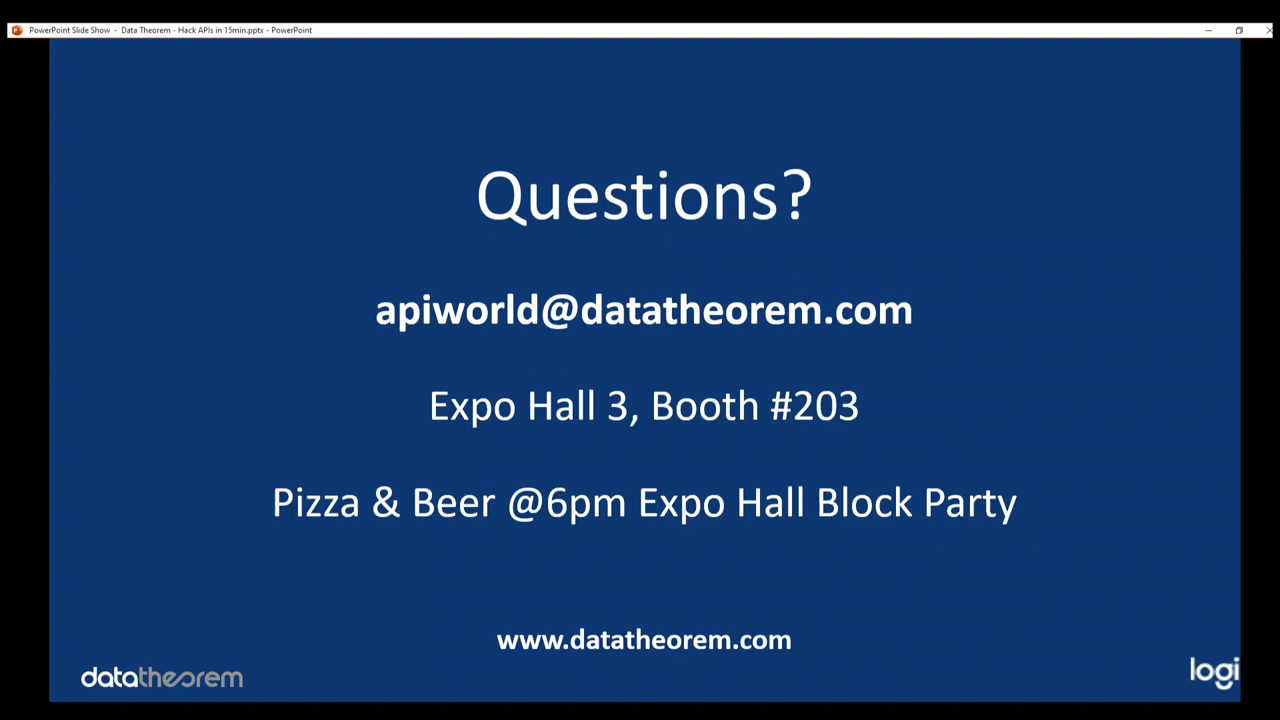 PowerPoint Slide Show - Data Theorem - Hack APIs in 15min.pptx - PowerPoint
Questions?
apiworld@datatheorem.com
Expo Hall 3, Booth #203
Pizza & Beer @6pm Expo Hall Block Party
www.datatheorem.com
datatheorem
logi